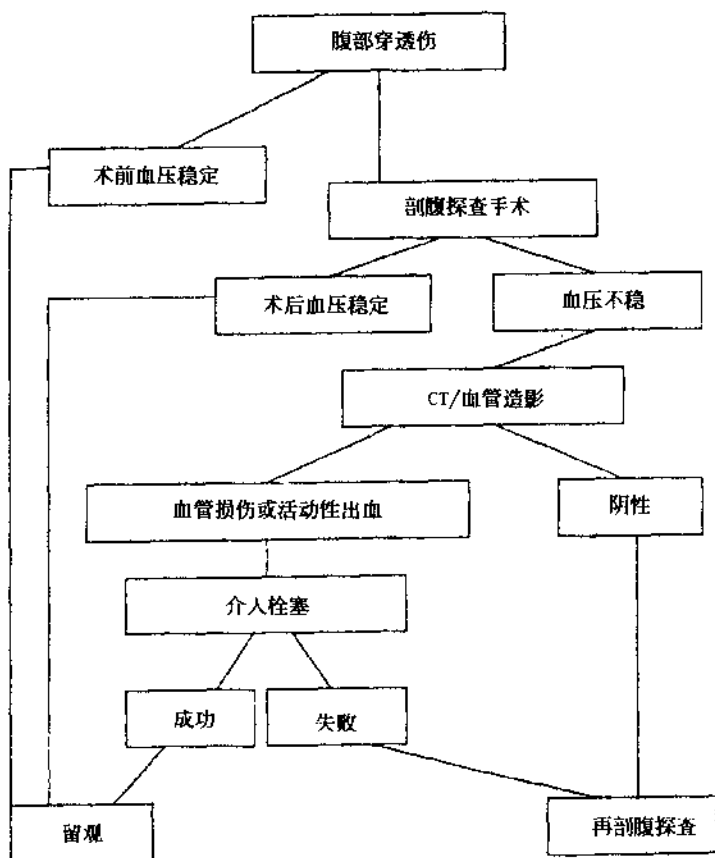 腹部穿透伤
术前血压稳定
剖腹探查手术
术后血压稳定
血压不稳
CT/血管造影
血管损伤或活动性出血
阴性
介入栓塞
成功
失败
留观
再剖腹探查